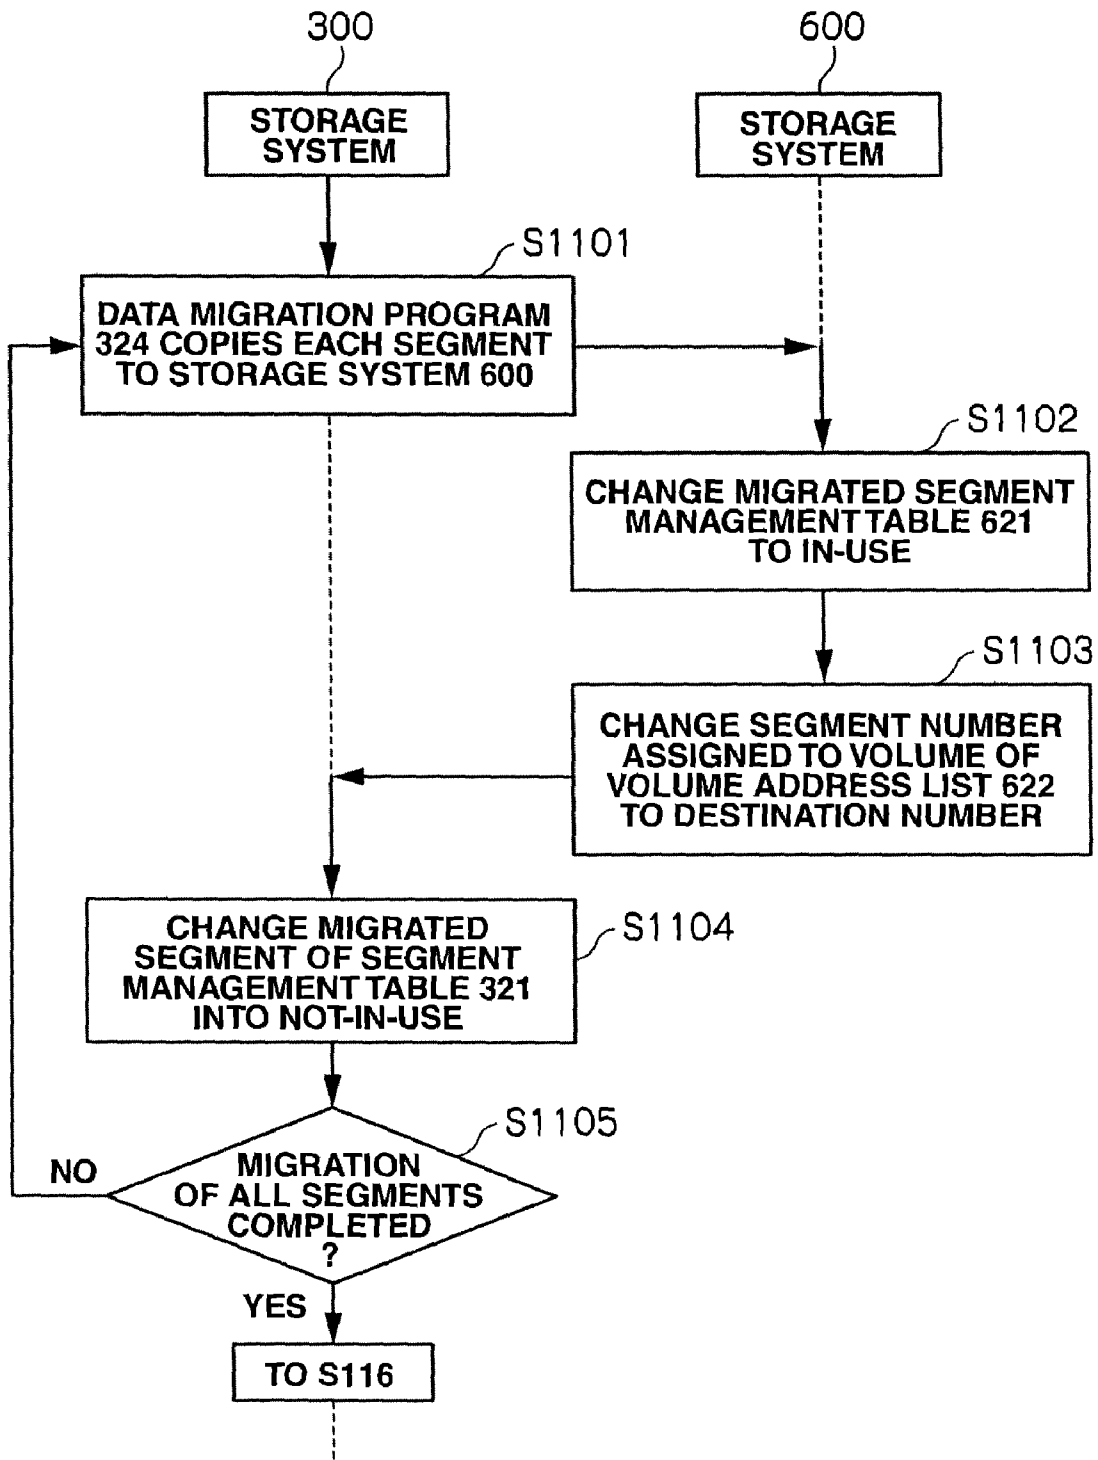 300
600
STORAGE
SYSTEM
STORAGE
SYSTEM
S1101
DATA MIGRATION PROGRAM
324 COPIES EACH SEGMENT
TO STORAGE SYSTEM 600
S1102
CHANGE MIGRATED SEGMENT
MANAGEMENT TABLE 621
TO IN-USE
S1103
CHANGE SEGMENT NUMBER
ASSIGNED TO VOLUME OF
VOLUME ADDRESS LIST 622
TO DESTINATION NUMBER
S1104
CHANGE MIGRATED
SEGMENT OF SEGMENT
MANAGEMENT TABLE 321
INTO NOT-IN-USE
S1105
MIGRATION
OF ALL SEGMENTS
COMPLETED
?
NO
YES
TO S116